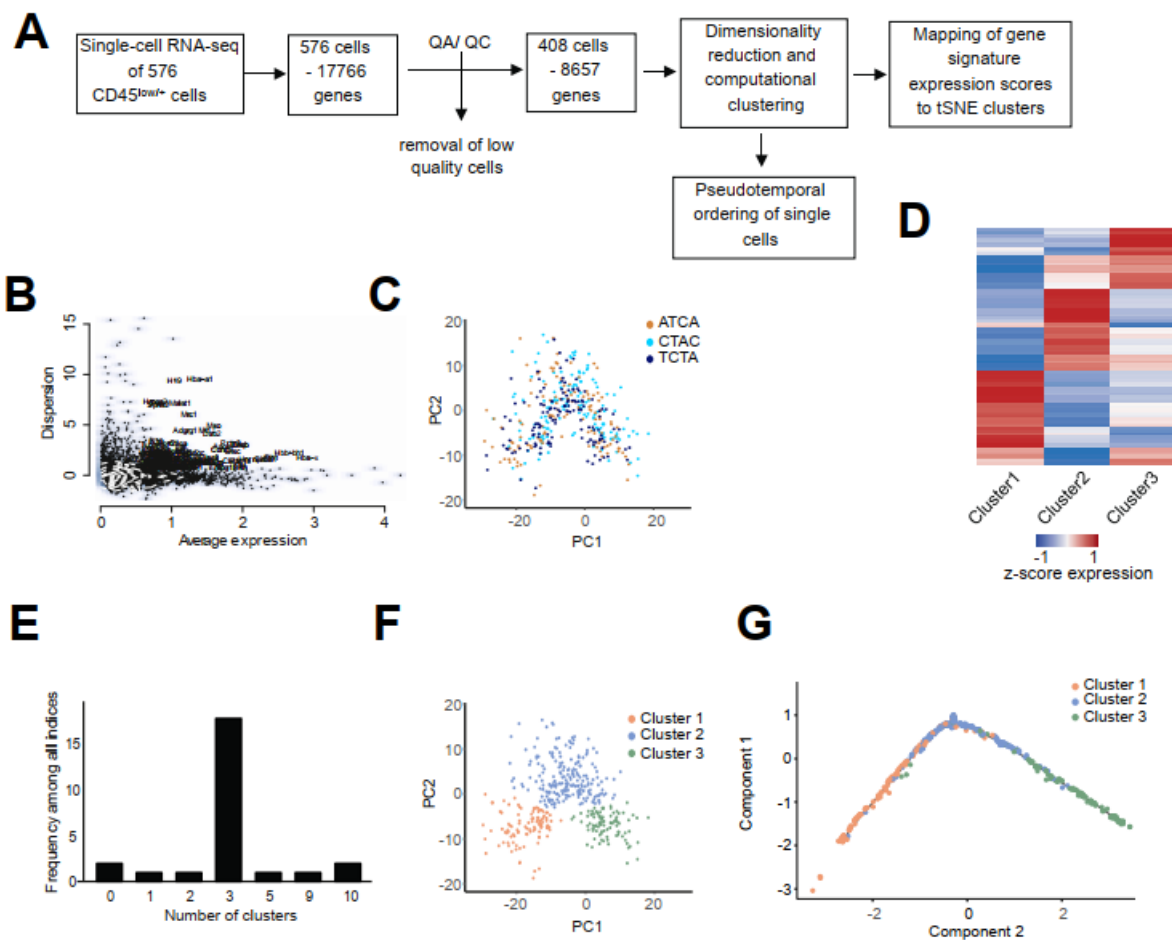 A
Single-cell RNA-seq
of 576
CD45low/+ cells
576 cells
- 17766
genes
QA/ QC
removal of low
quality cells
408 cells
- 8657
genes
Dimensionality
reduction and
computational
clustering
Mapping of gene
signature
expression scores
to tSNE clusters
Pseudotemporal
ordering of single
cells
B
Dispersion
15
10
5
0
H19
Hba-a1
0
1
2
3
4
Average expression
C
ATCA
CTAC
TCTA
PC2
20
10
0
-10
-20
-20
0
20
PC1
D
Cluster1
Cluster2
Cluster3
-1
1
z-score expression
E
Frequency among all indices
15
10
5
0
0
1
2
3
5
9
10
Number of clusters
F
Cluster 1
Cluster 2
Cluster 3
PC2
20
10
0
-10
-20
-20
0
20
PC1
G
Cluster 1
Cluster 2
Cluster 3
Component 1
1
0
-1
-2
-3
-2
0
2
Component 2